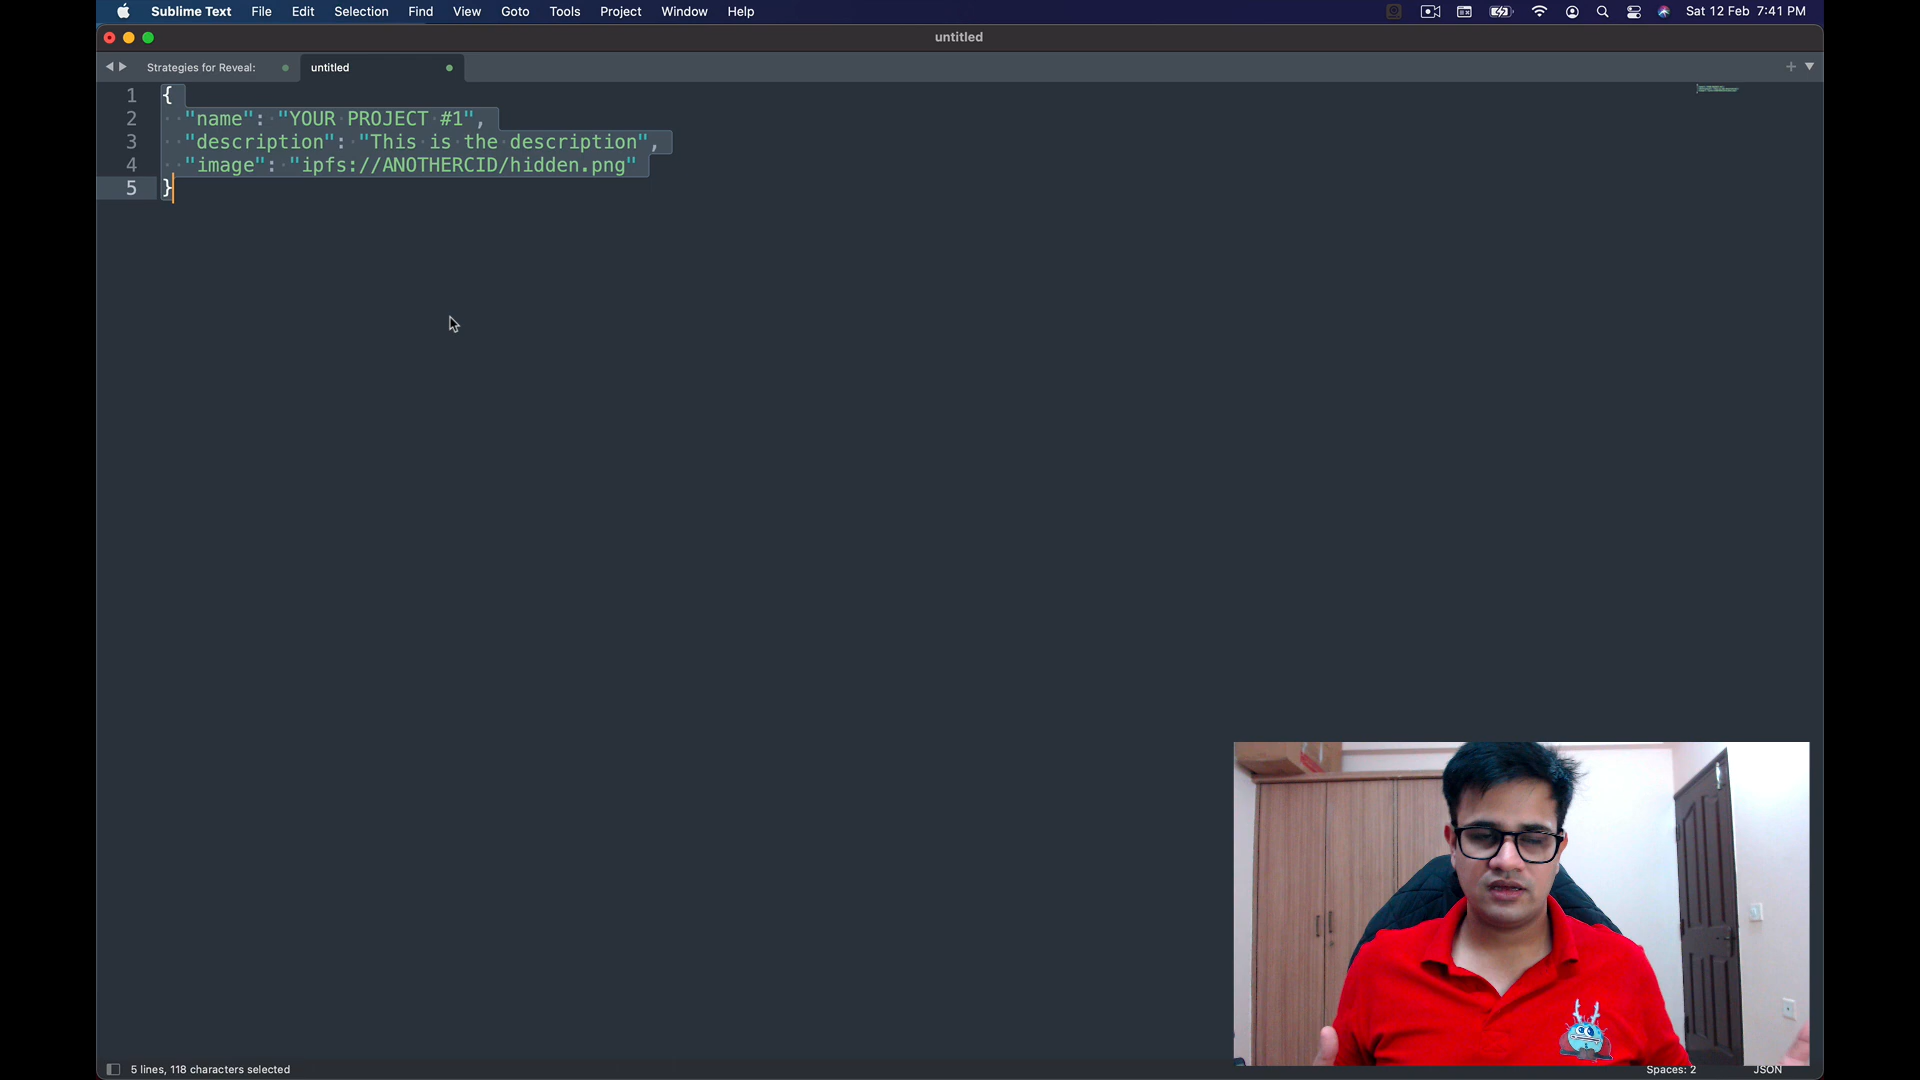 Sublime Text File Edit Selection Find View Goto Tools Project Window Help Sat 12 Feb 7:41 PM
untitled
Strategies for Reveal: untitled
1 {
2 "name": "YOUR PROJECT #1",
3 "description": "This is the description",
4 "image": "ipfs://ANOTHERCID/hidden.png"
5 }
5 lines, 118 characters selected Spaces: 2 JSON